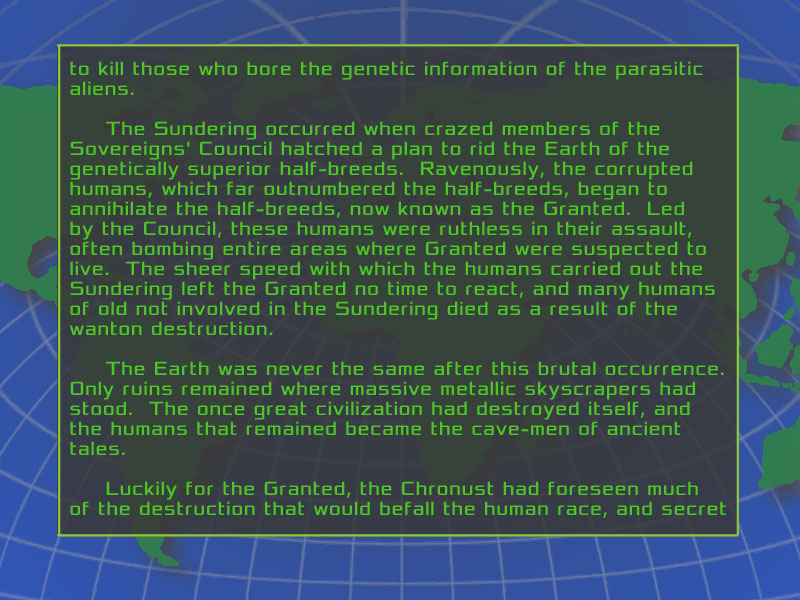 to kill those who bore the genetic information of the parasitic
aliens.
The Sundering occurred when crazed members of the
Sovereigns' Council hatched a plan to rid the Earth of the
genetically superior half-breeds.  Ravenously, the corrupted
humans, which far outnumbered the half-breeds, began to
annihilate the half-breeds, now known as the Granted.  Led
by the Council, these humans were ruthless in their assault,
often bombing entire areas where Granted were suspected to
live.  The sheer speed with which the humans carried out the
Sundering left the Granted no time to react, and many humans
of old not involved in the Sundering died as a result of the
wanton destruction.
The Earth was never the same after this brutal occurrence.
Only ruins remained where massive metallic skyscrapers had
stood.  The once great civilization had destroyed itself, and
the humans that remained became the cave-men of ancient
tales.
Luckily for the Granted, the Chronust had foreseen much
of the destruction that would befall the human race, and secret